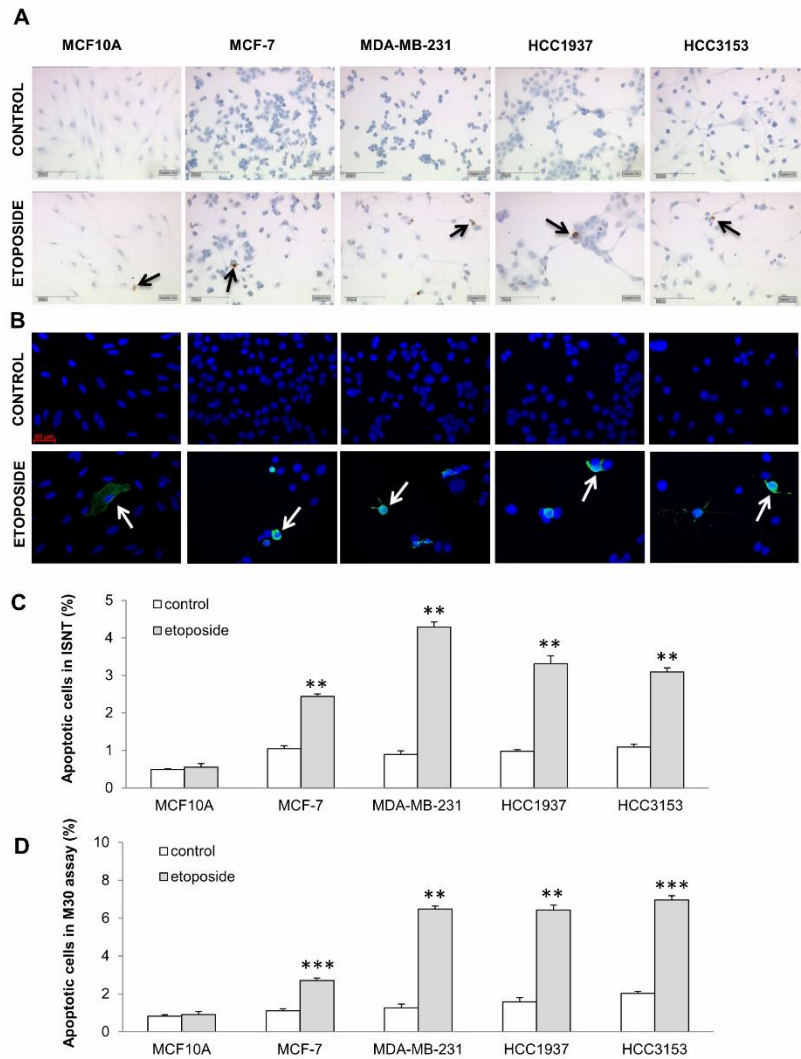 A
MCF10A MCF-7 MDA-MB-231 HCC1937 HCC3153
CONTROL
ETOPOSIDE
B
CONTROL
50 µm
ETOPOSIDE
C
Apoptotic cells in ISNT (%)
5
4
3
2
1
0
control
etoposide
** ** ** **
MCF10A MCF-7 MDA-MB-231 HCC1937 HCC3153
D
Apoptotic cells in M30 assay (%)
10
8
6
4
2
0
control
etoposide
*** ** ** ***
MCF10A MCF-7 MDA-MB-231 HCC1937 HCC3153